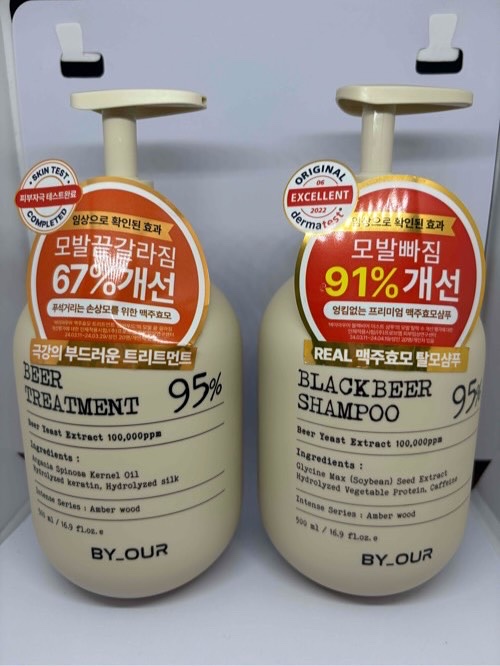 SKIN TEST
피부자극 테스트완료
COMPLETED
임상으로 확인된 효과
모발끝갈라짐
67%개선
푸석거리는 손상모를 위한 맥주효모
극강의 부드러운 트리트먼트
BEER
TREATMENT
95%
Beer Yeast Extract 100,000ppm
Ingredients :
Argania Spinosa Kernel Oil
Hydrolyzed keratin, Hydrolyzed silk
Intense Series : Amber wood
500 ml / 16.9 fl.oz. e
BY_OUR
ORIGINAL
06
EXCELLENT
2022
dermatest
임상으로 확인된 효과
모발빠짐
91%개선
엉킴없는 프리미엄 맥주효모샴푸
REAL 맥주효모 탈모샴푸
BLACKBEER
SHAMPOO
95%
Beer Yeast Extract 100,000ppm
Ingredients :
Glycine Max (Soybean) Seed Extract
Hydrolyzed Vegetable Protein, Caffeine
Intense Series : Amber wood
500 ml / 16.9 fl.oz. e
BY_OUR